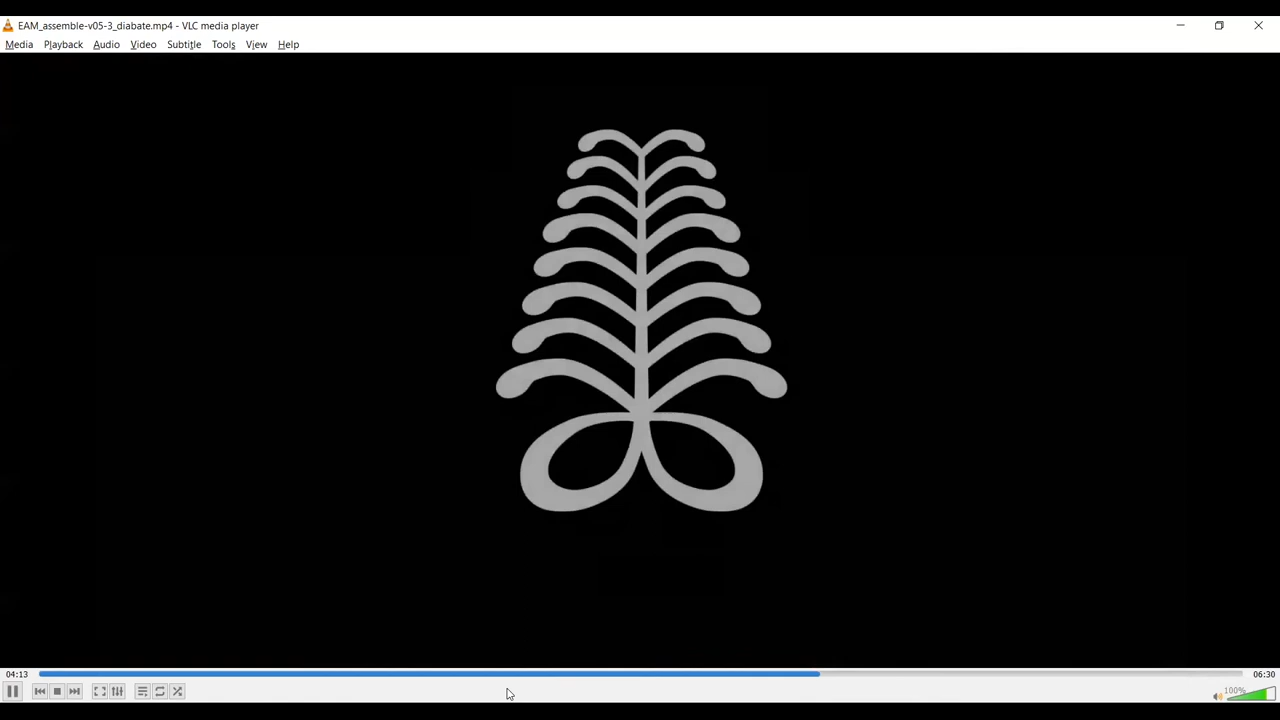 EAM_assemble-v05-3_diabate.mp4 - VLC media player
Media Playback Audio Video Subtitle Tools View Help
04:13 06:30
100%